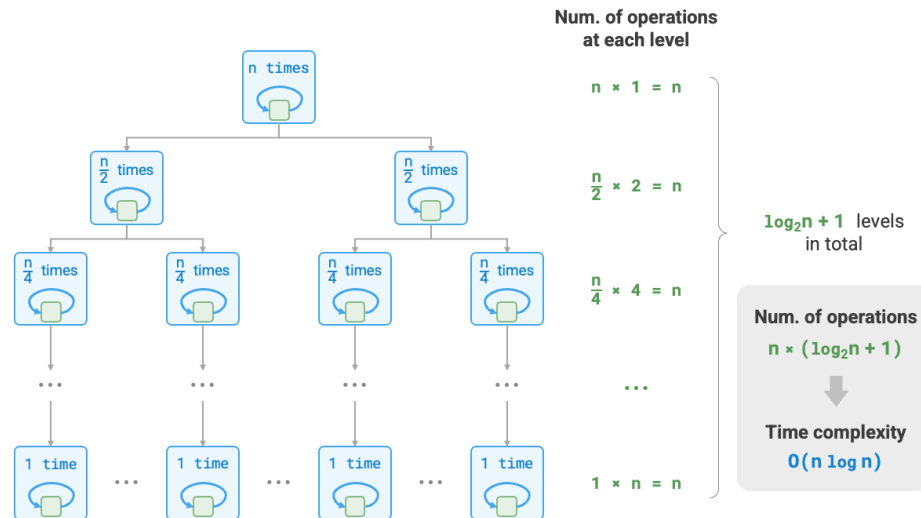 Num. of operations
at each level
n times
n × 1 = n
n/2 times
n/2 times
n/2 × 2 = n
log₂n + 1 levels
in total
n/4 times
n/4 times
n/4 times
n/4 times
n/4 × 4 = n
Num. of operations
n × (log₂n + 1)
...
...
...
...
...
Time complexity
O(n log n)
1 time
...
1 time
...
1 time
...
1 time
1 × n = n